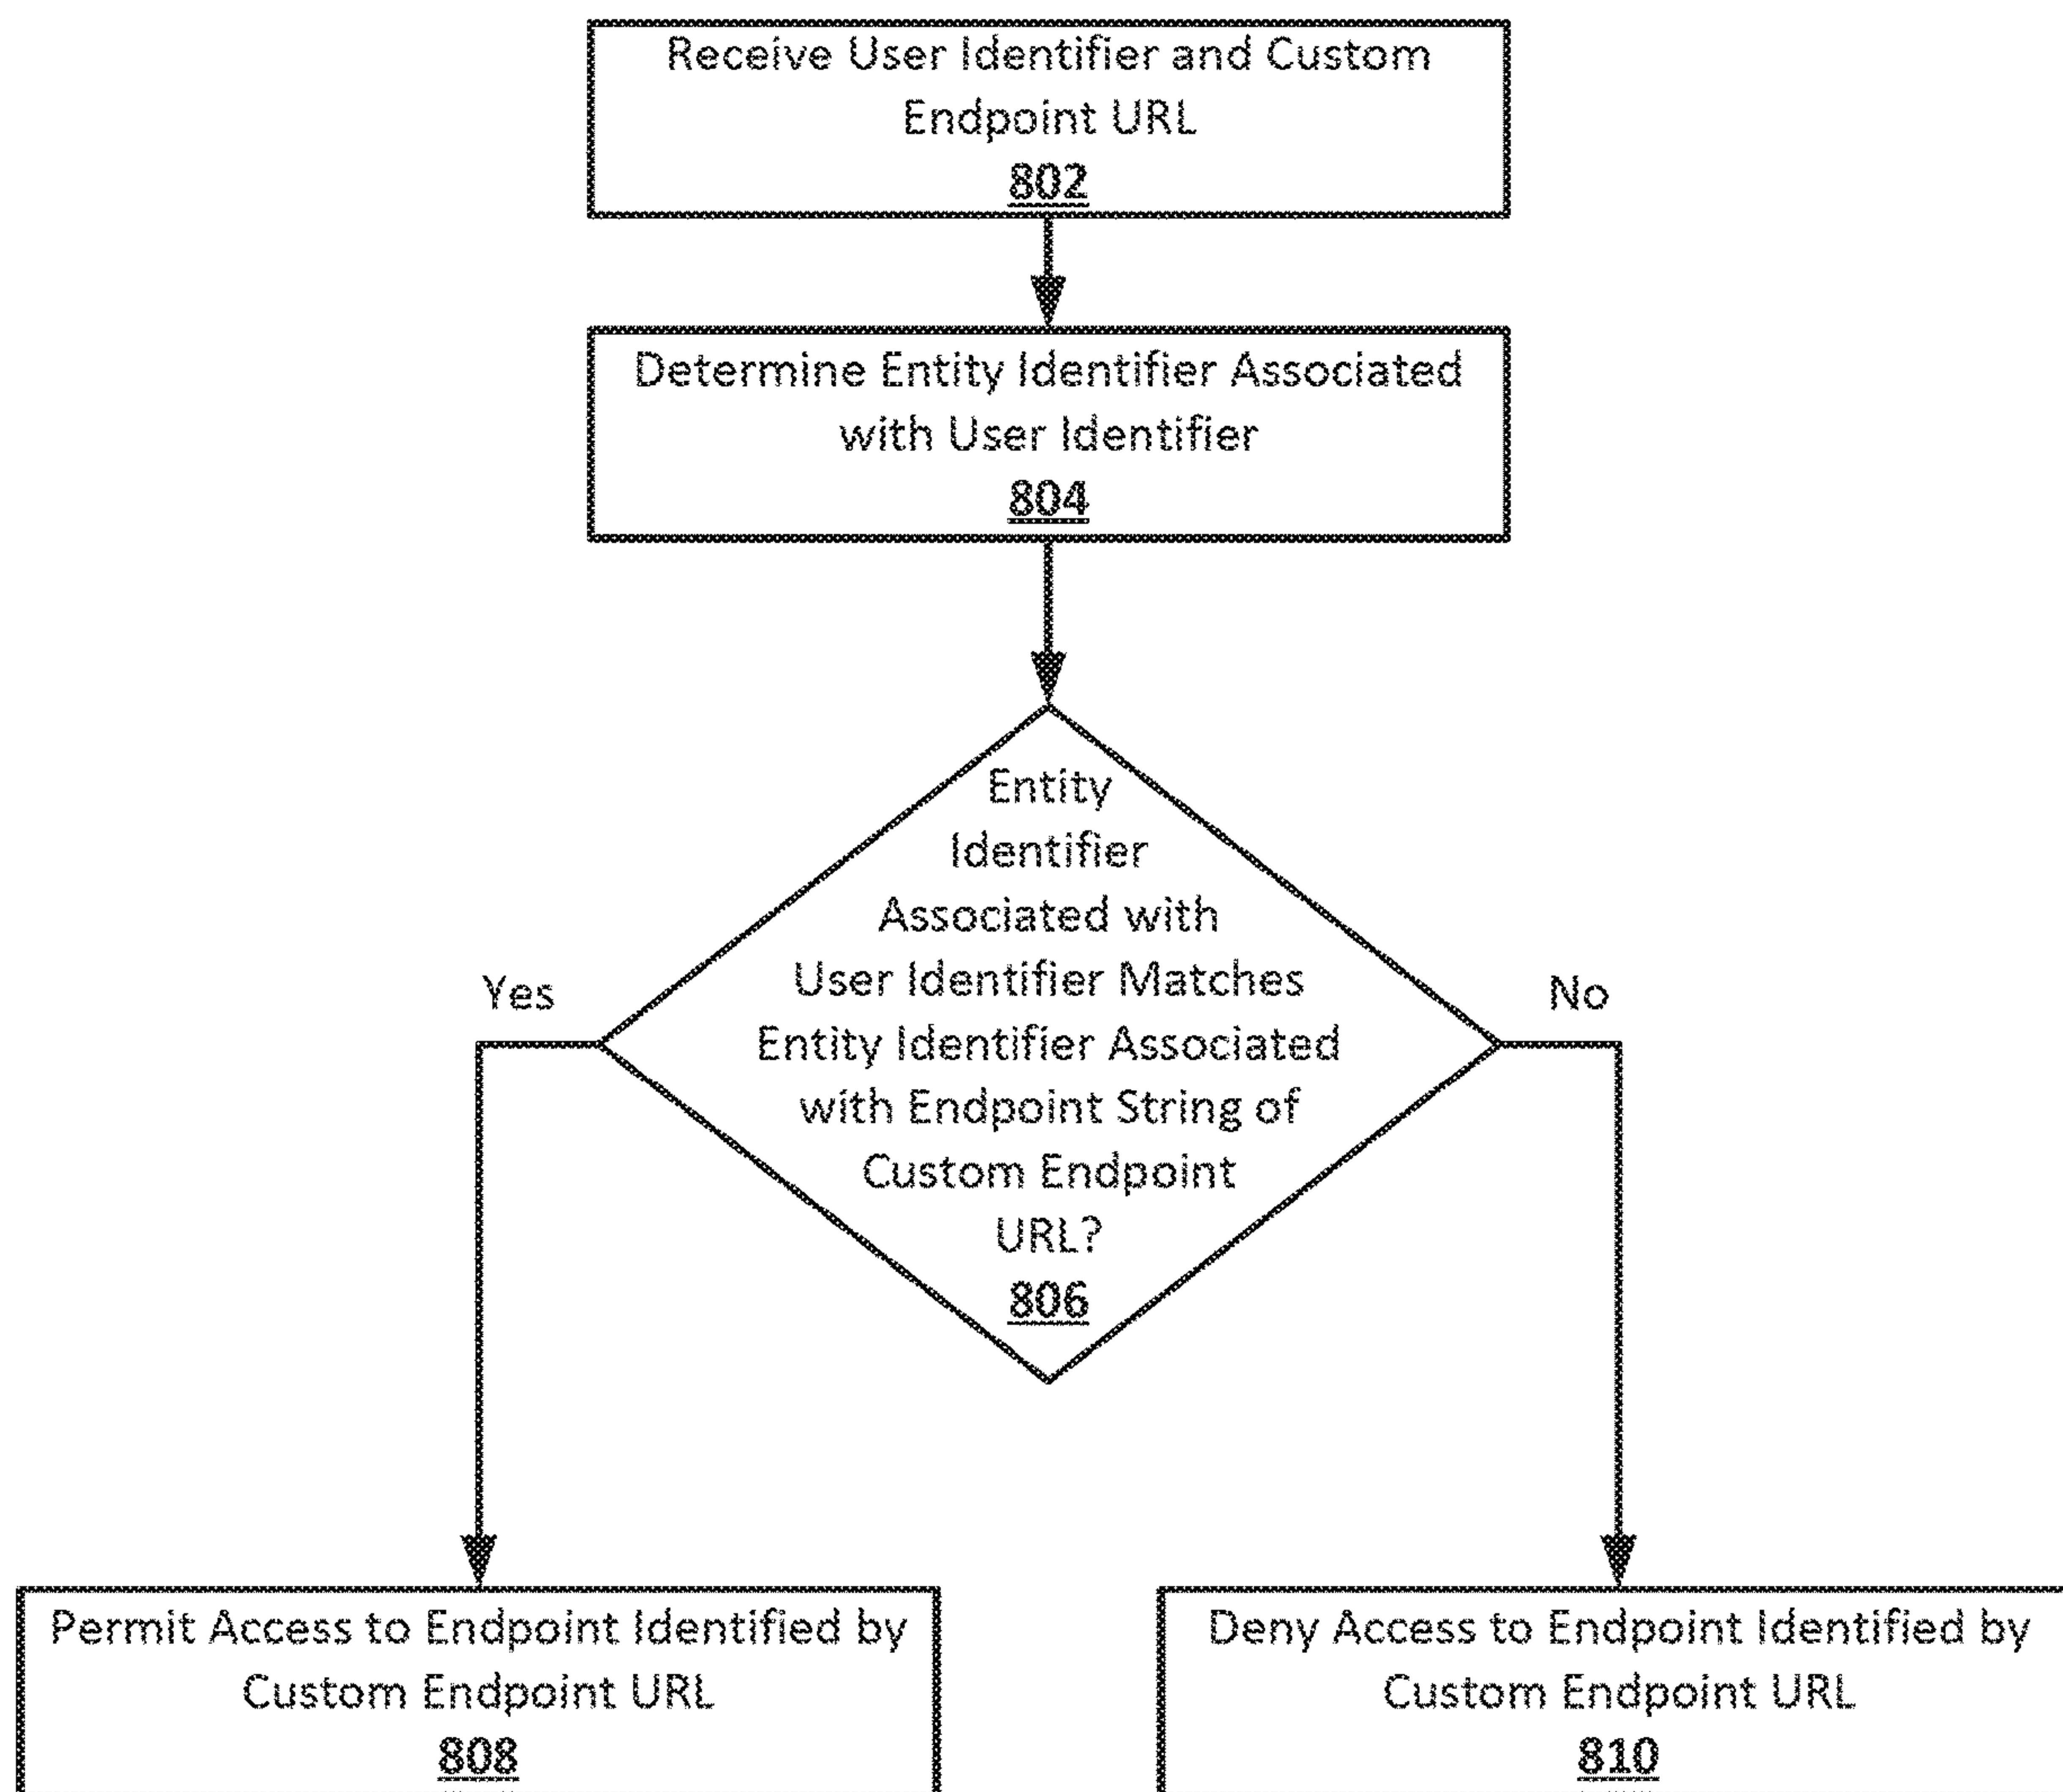 Receive User Identifier and Custom
Endpoint URL
802
Determine Entity Identifier Associated
with User Identifier
804
Entity
Identifier
Associated with
User Identifier Matches
Entity Identifier Associated
with Endpoint String of
Custom Endpoint
URL?
806
Yes
No
Permit Access to Endpoint Identified by
Custom Endpoint URL
808
Deny Access to Endpoint Identified by
Custom Endpoint URL
810